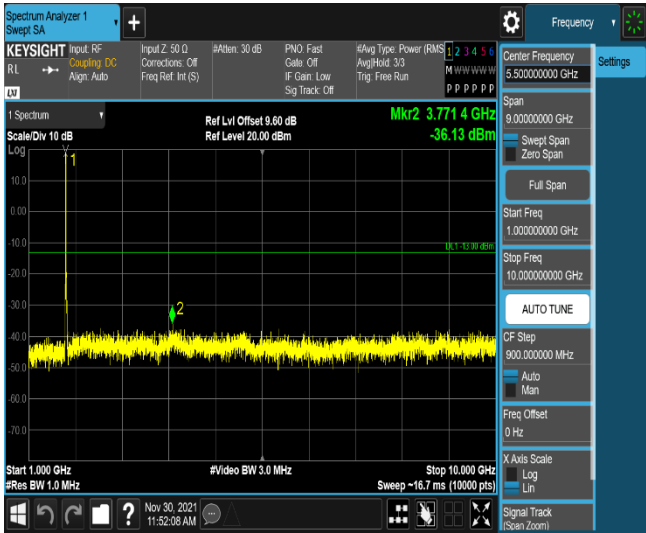 Spectrum Analyzer 1
Swept SA
Frequency
KEYSIGHT
RL
LXI
Input: RF
Coupling: DC
Align: Auto
Input Z: 50 Ω
Corrections: Off
Freq Ref: Int (S)
#Atten: 30 dB
PNO: Fast
Gate: Off
IF Gain: Low
Sig Track: Off
#Avg Type: Power (RMS
Avg|Hold: 3/3
Trig: Free Run
1 2 3 4 5 6
M W W W W W
P P P P P P
1 Spectrum
Scale/Div 10 dB
Log
Ref Lvl Offset 9.60 dB
Ref Level 20.00 dBm
Mkr2 3.771 4 GHz
-36.13 dBm
1
10.0
0.00
-10.0
DL1 -13.00 dBm
-20.0
-30.0
2
-40.0
-50.0
-60.0
-70.0
Start 1.000 GHz
#Res BW 1.0 MHz
#Video BW 3.0 MHz
Stop 10.000 GHz
Sweep ~16.7 ms (10000 pts)
?
Nov 30, 2021
11:52:08 AM
Center Frequency
5.500000000 GHz
Settings
Span
9.00000000 GHz
Swept Span
Zero Span
Full Span
Start Freq
1.000000000 GHz
Stop Freq
10.000000000 GHz
AUTO TUNE
CF Step
900.000000 MHz
Auto
Man
Freq Offset
0 Hz
X Axis Scale
Log
Lin
Signal Track
(Span Zoom)